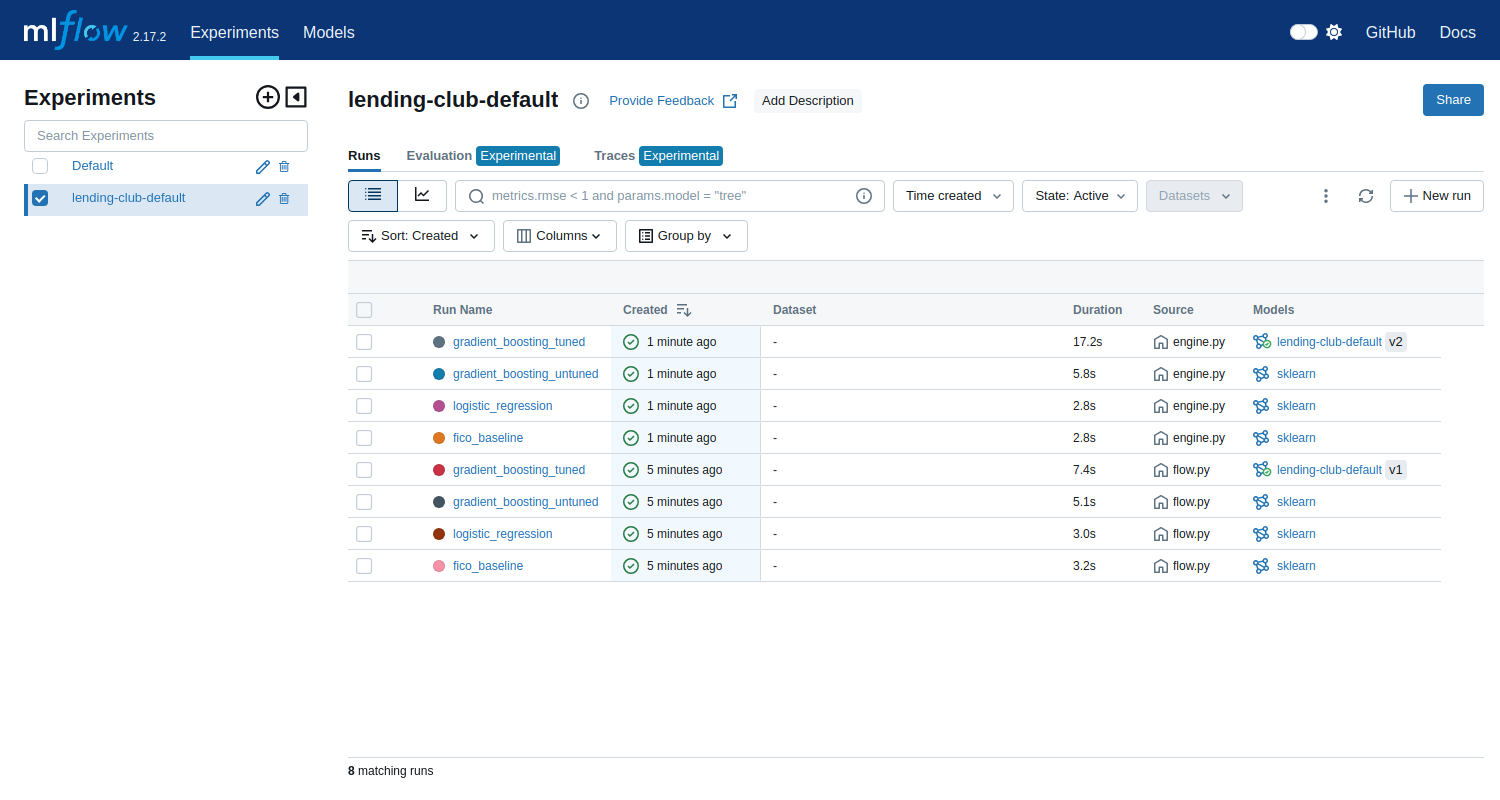 mlflow 2.17.2 Experiments Models GitHub Docs
Experiments
Search Experiments
Default
lending-club-default
lending-club-default Provide Feedback Add Description Share
Runs Evaluation Experimental Traces Experimental
metrics.rmse < 1 and params.model = "tree" Time created State: Active Datasets New run
Sort: Created Columns Group by
Run Name Created Dataset Duration Source Models
gradient_boosting_tuned 1 minute ago - 17.2s engine.py lending-club-default v2
gradient_boosting_untuned 1 minute ago - 5.8s engine.py sklearn
logistic_regression 1 minute ago - 2.8s engine.py sklearn
fico_baseline 1 minute ago - 2.8s engine.py sklearn
gradient_boosting_tuned 5 minutes ago - 7.4s flow.py lending-club-default v1
gradient_boosting_untuned 5 minutes ago - 5.1s flow.py sklearn
logistic_regression 5 minutes ago - 3.0s flow.py sklearn
fico_baseline 5 minutes ago - 3.2s flow.py sklearn
8 matching runs